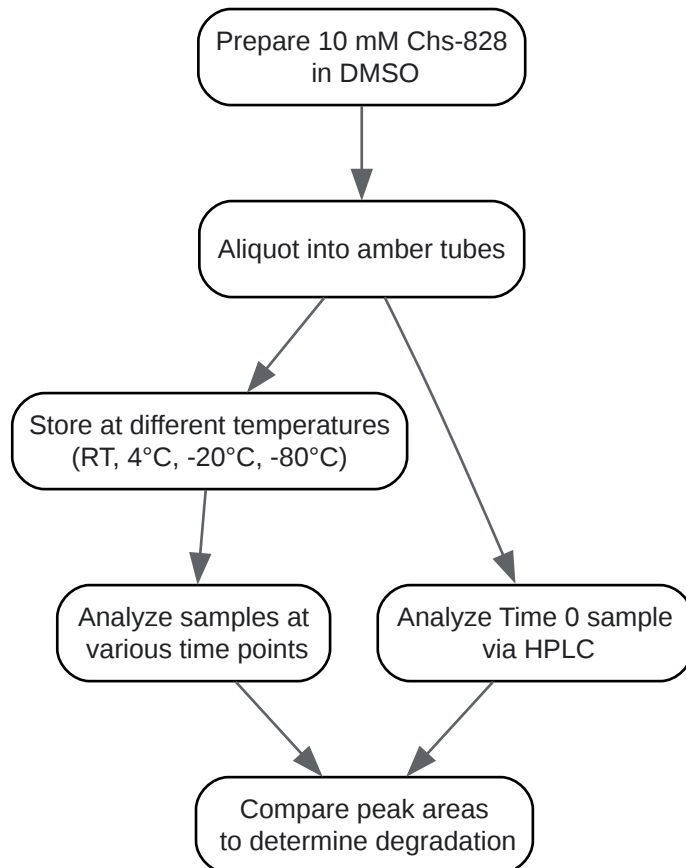 Prepare 10 mM Chs-828
in DMSO
Aliquot into amber tubes
Store at different temperatures
(RT, 4°C, -20°C, -80°C)
Analyze samples at
various time points
Analyze Time 0 sample
via HPLC
Compare peak areas
to determine degradation